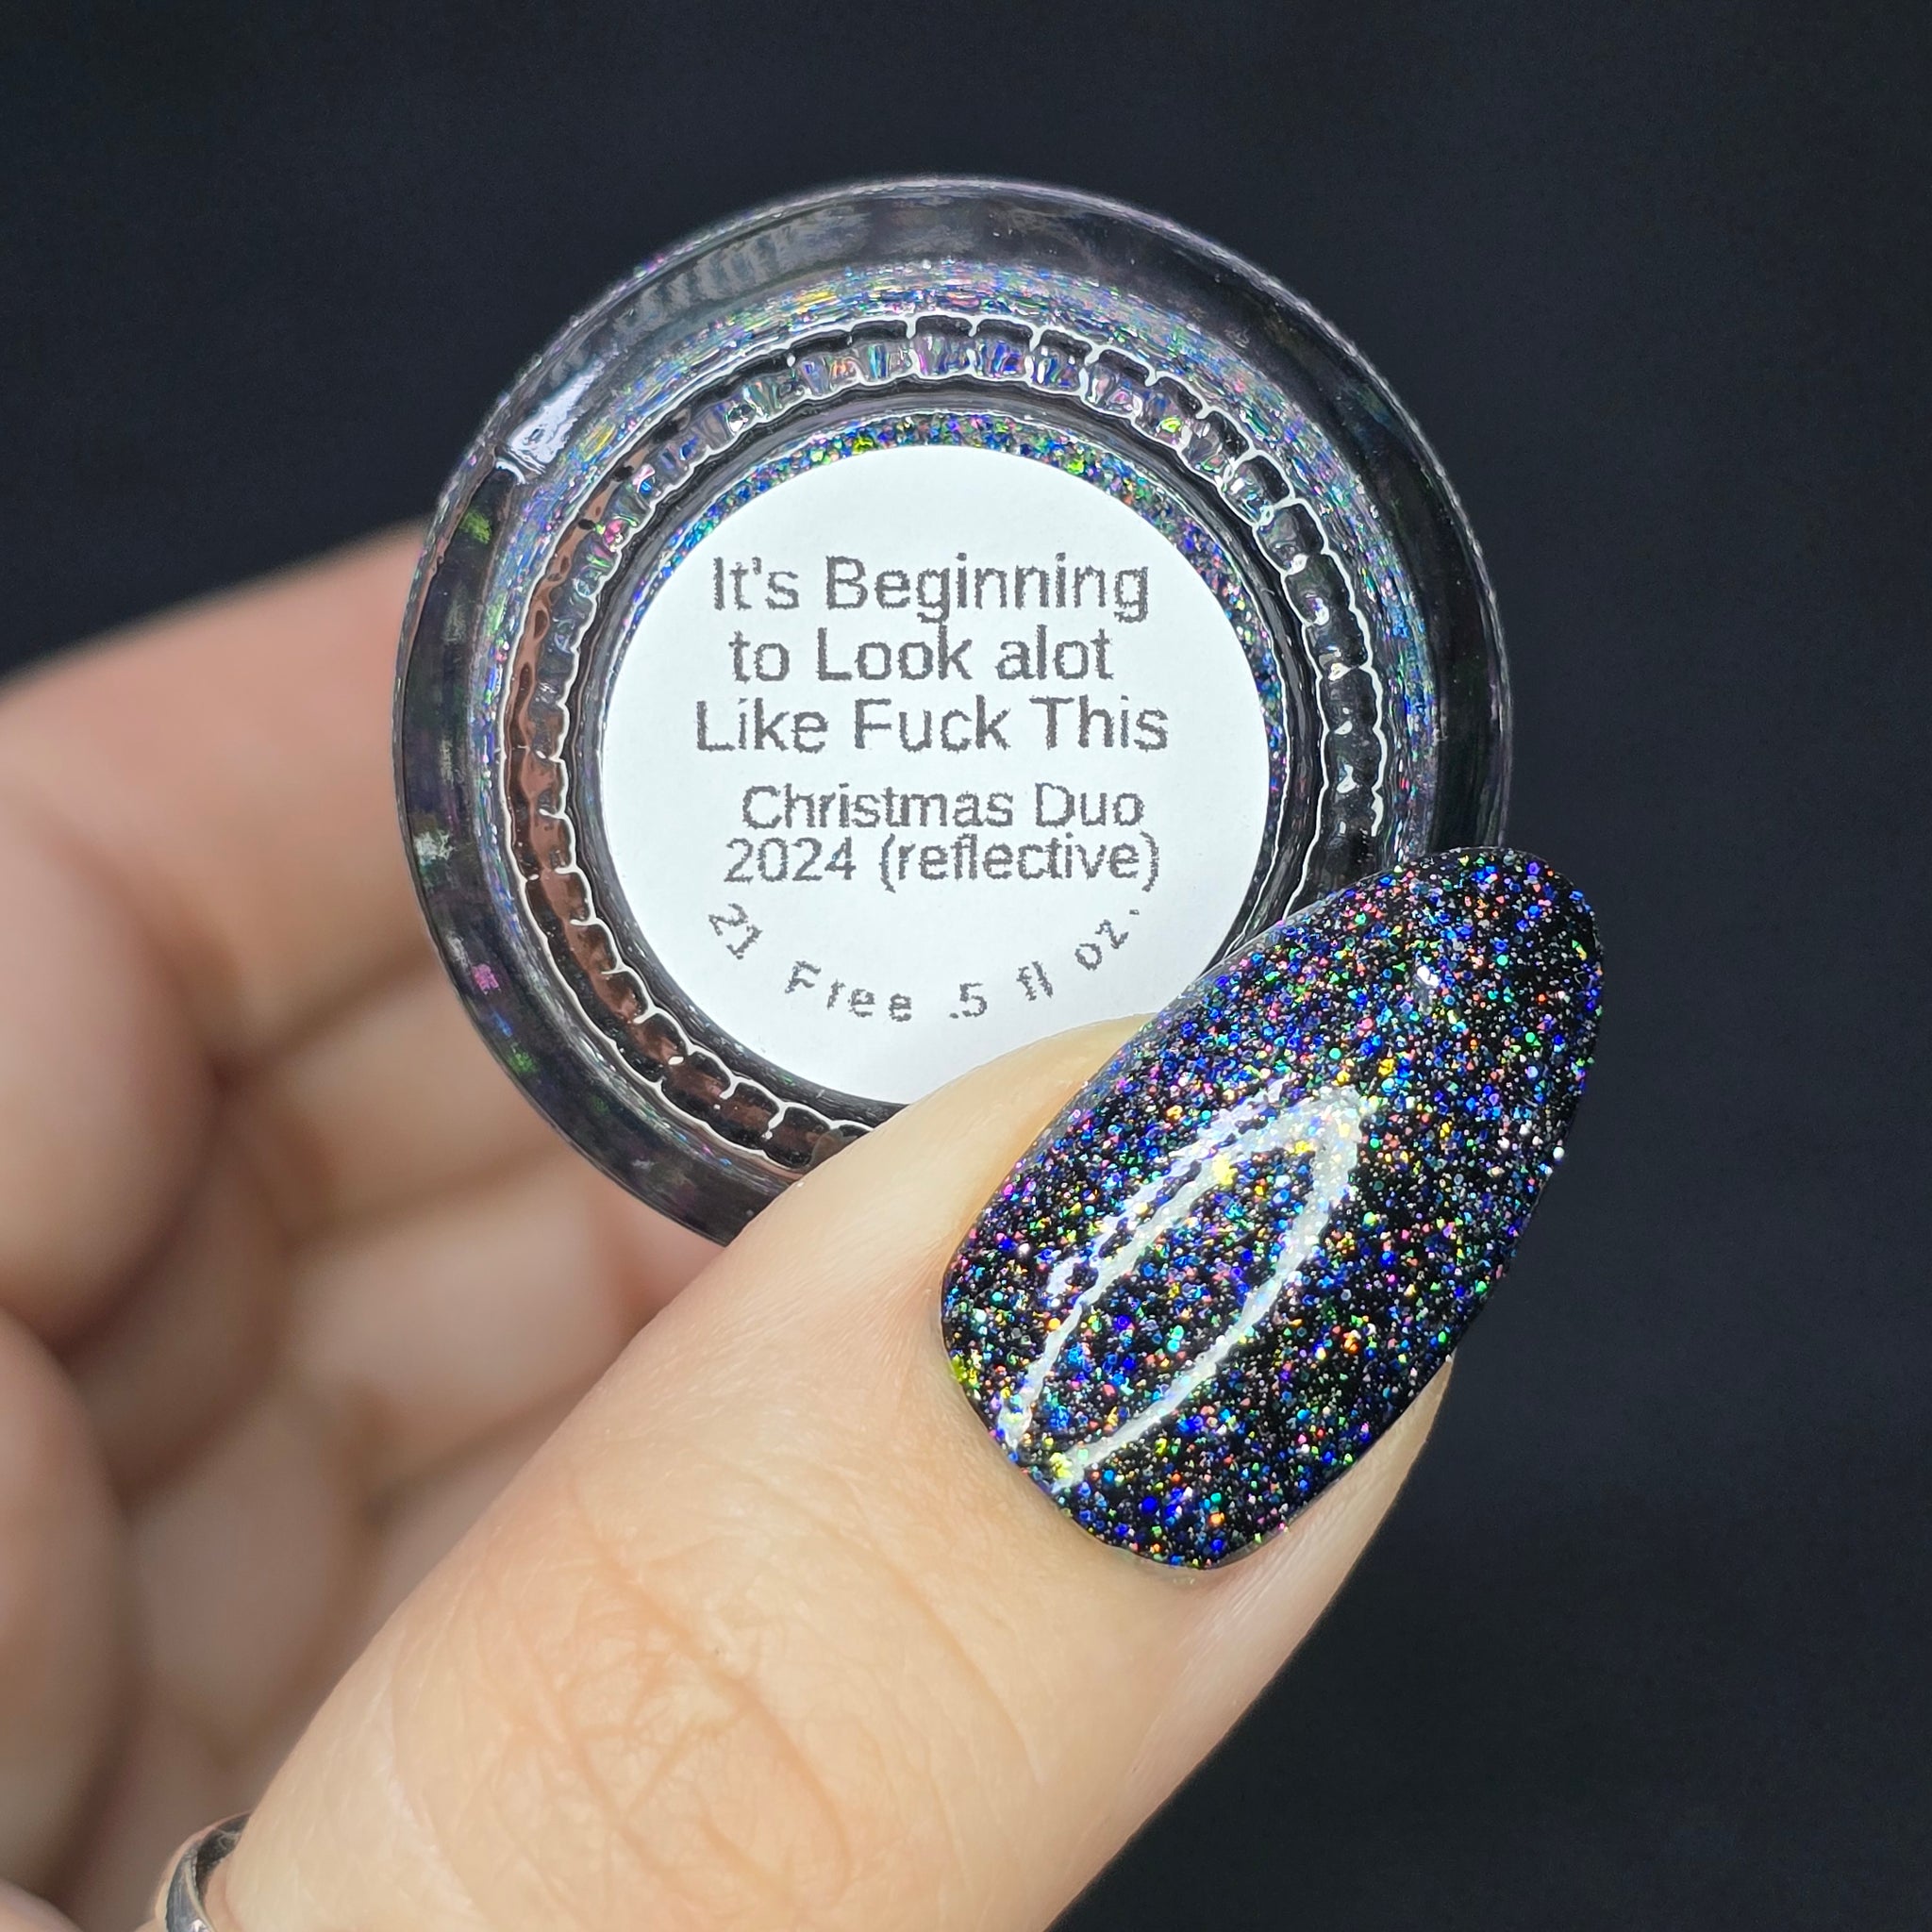 It's Beginning
to Look alot
Like Fuck This
Christmas Duo
2024 (reflective)
21 Free .5 fl oz.